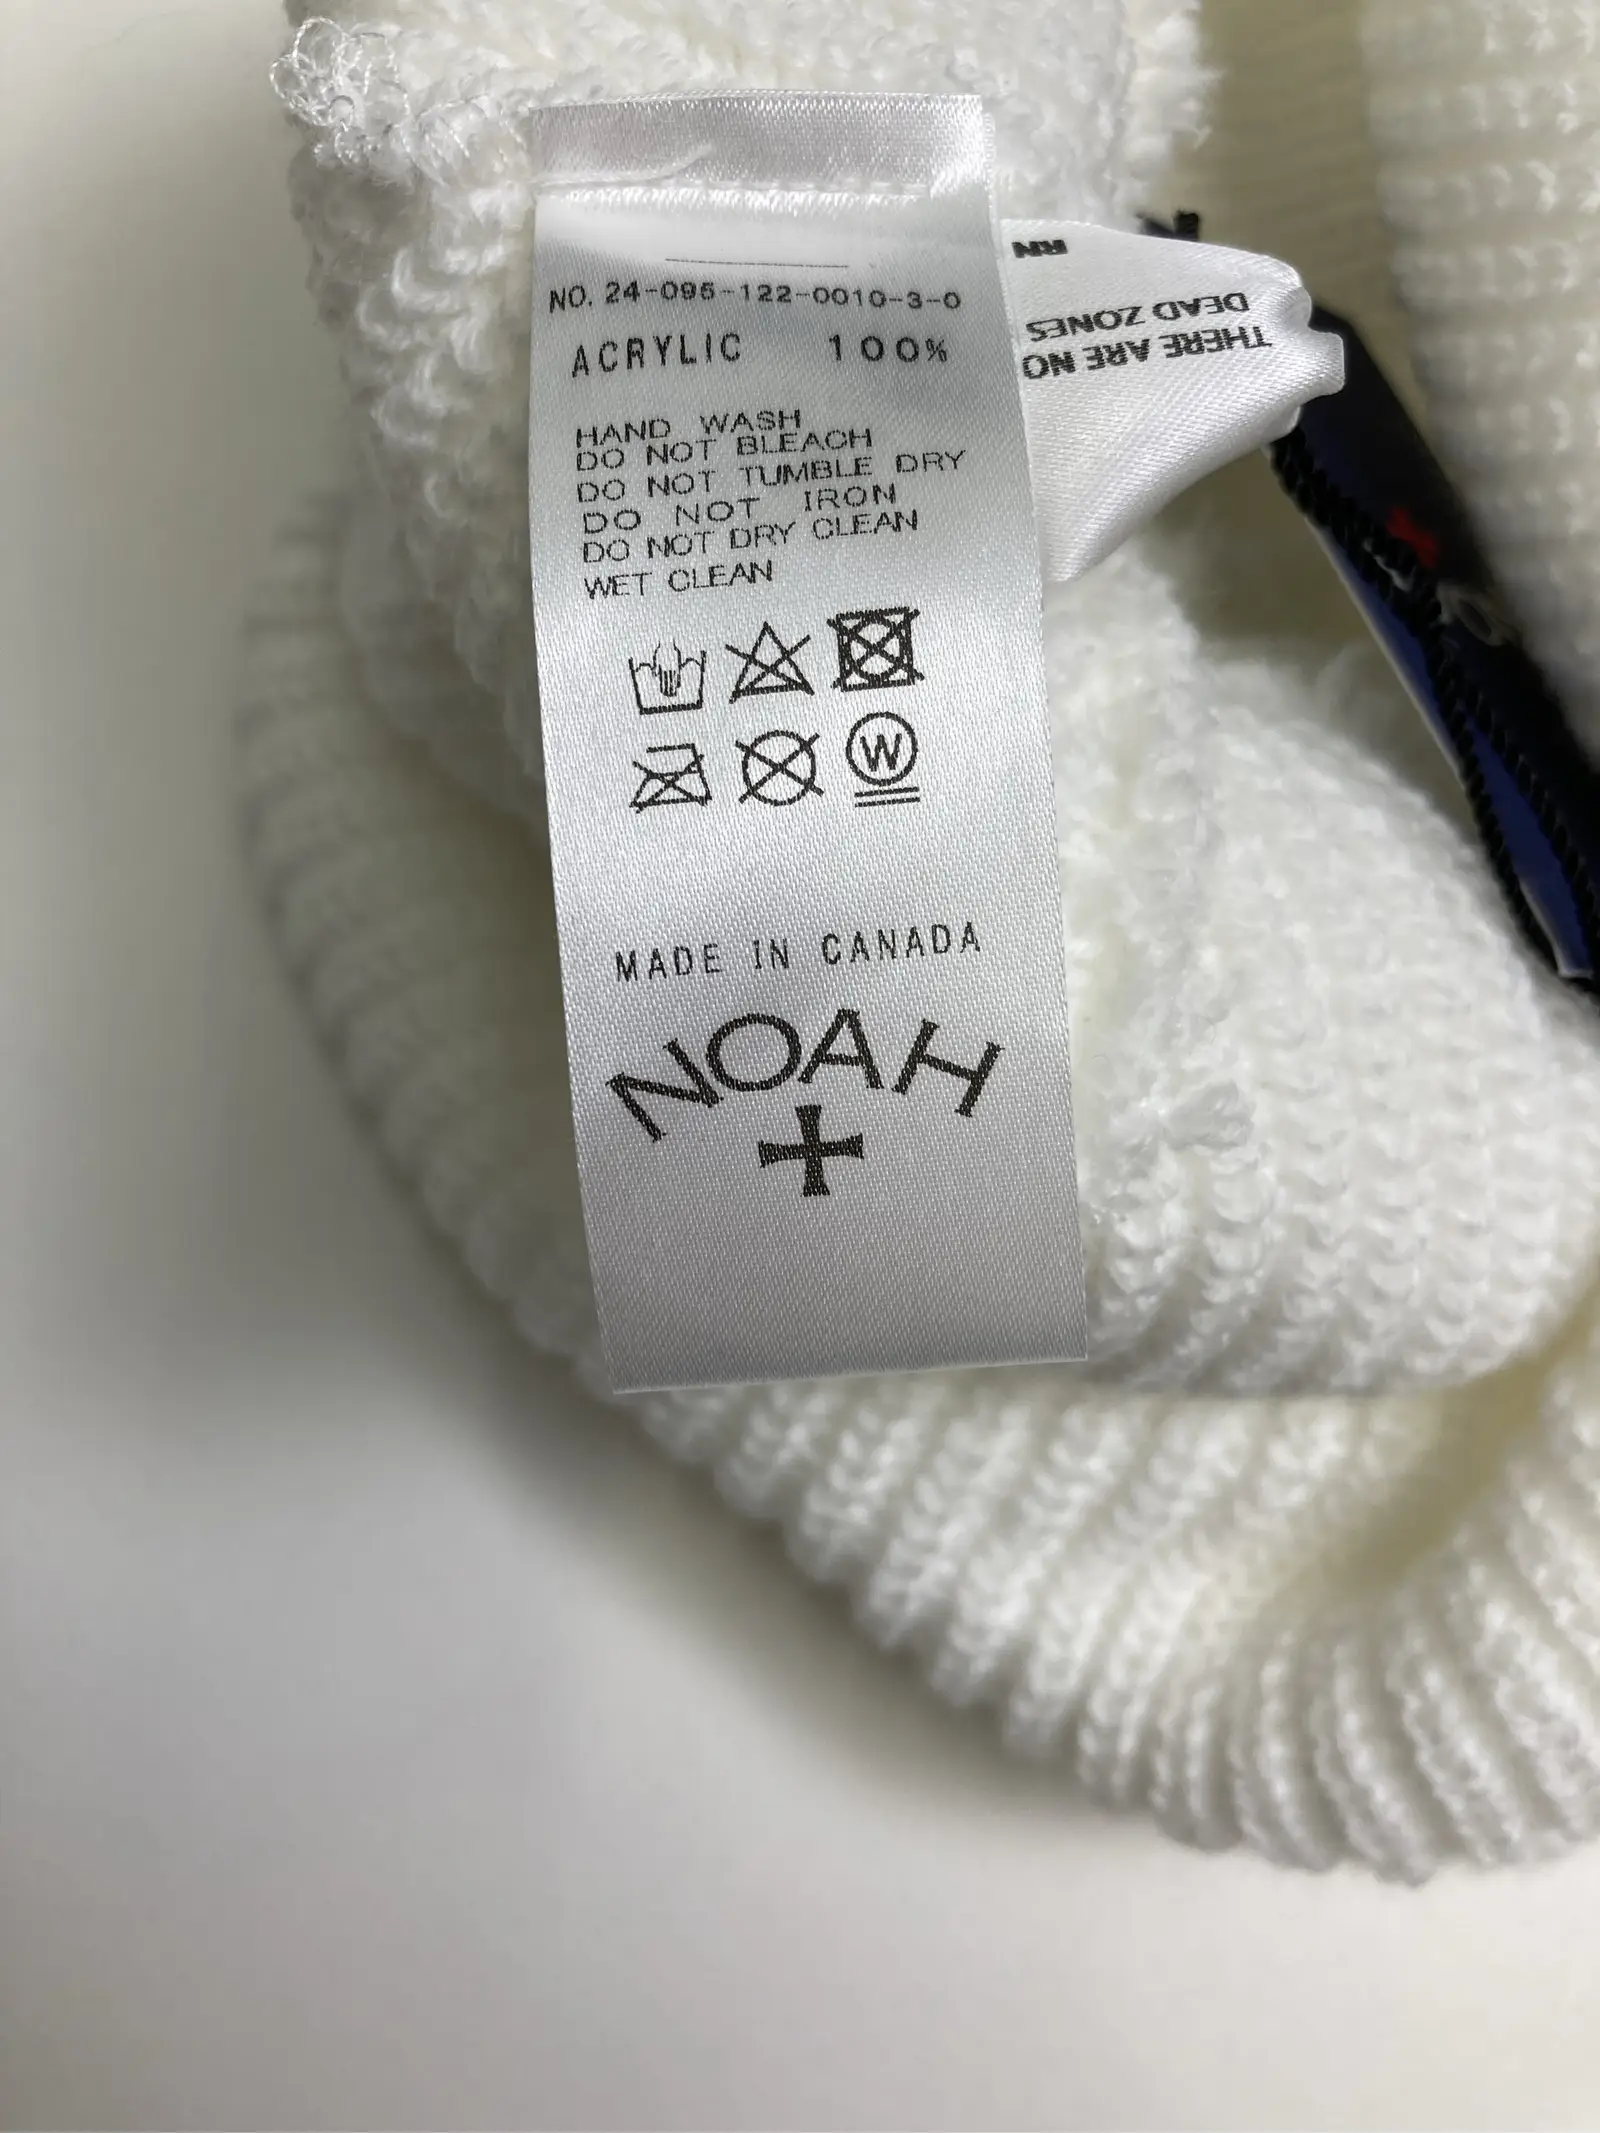 NO. 24-095-122-0010-3-0
ACRYLIC 100%
HAND WASH
DO NOT BLEACH
DO NOT TUMBLE DRY
DO NOT IRON
DO NOT DRY CLEAN
WET CLEAN
W
MADE IN CANADA
NOAH
THERE ARE NO
DEAD ZONES
RN